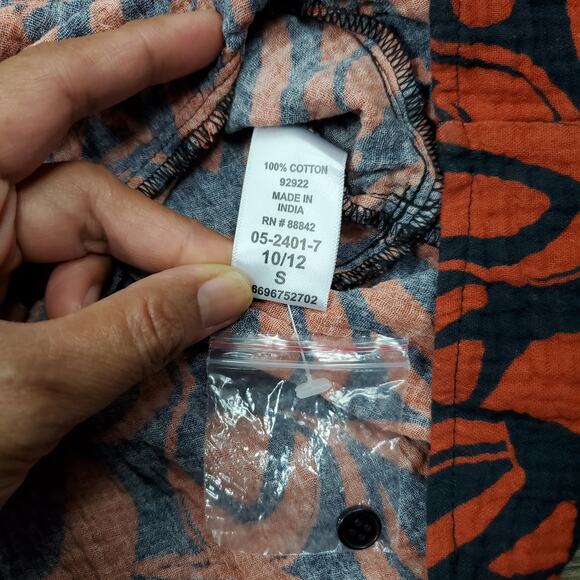 100% COTTON
92922
MADE IN
INDIA
RN # 88842
05-2401-7
10/12
S
6696752702